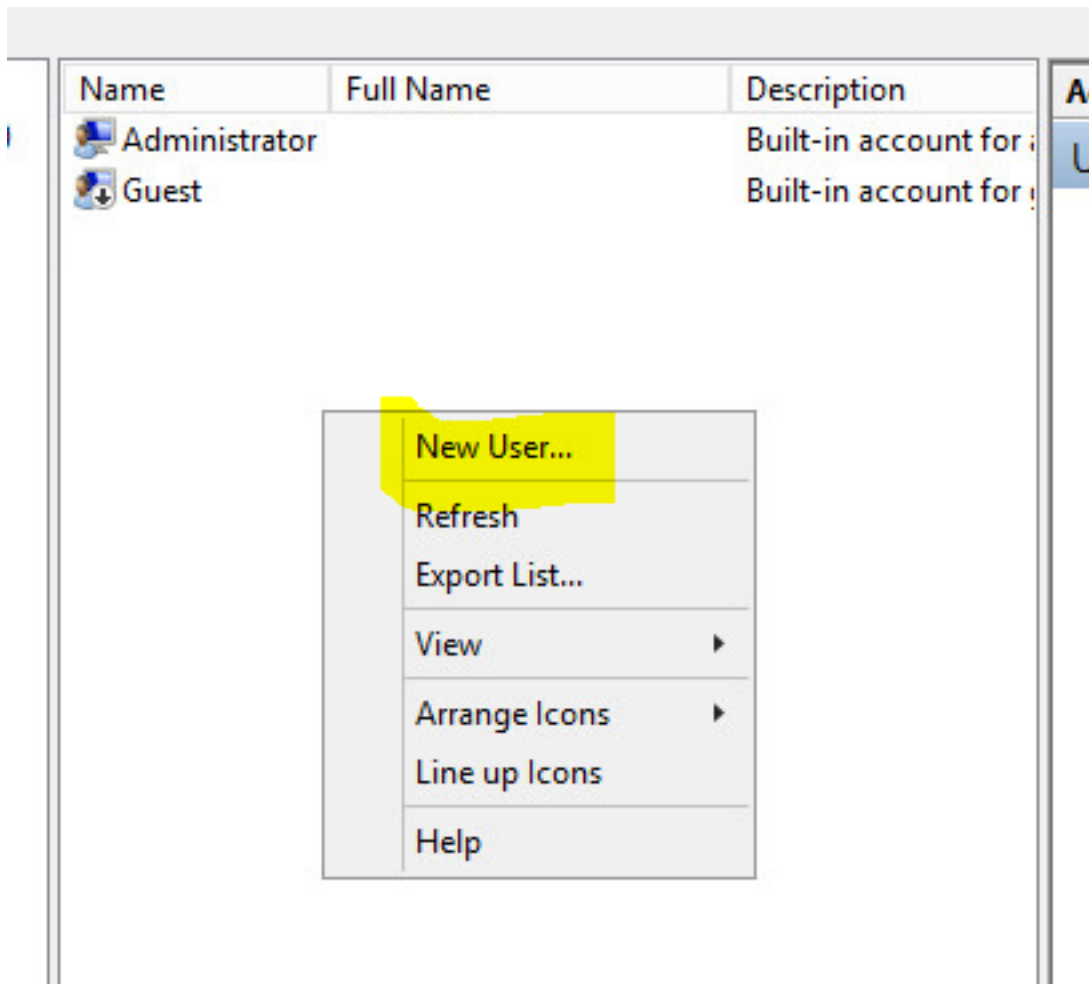 Name Full Name Description
Administrator Built-in account for
Guest Built-in account for
New User...
Refresh
Export List...
View
Arrange Icons
Line up Icons
Help